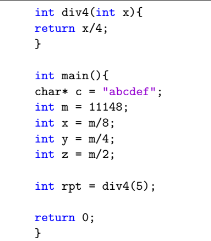 int div4(int x){
return x/4;
}
int main(){
char* c = "abcdef";
int m = 11148;
int x = m/8;
int y = m/4;
int z = m/2;
int rpt = div4(5);
return 0;
}